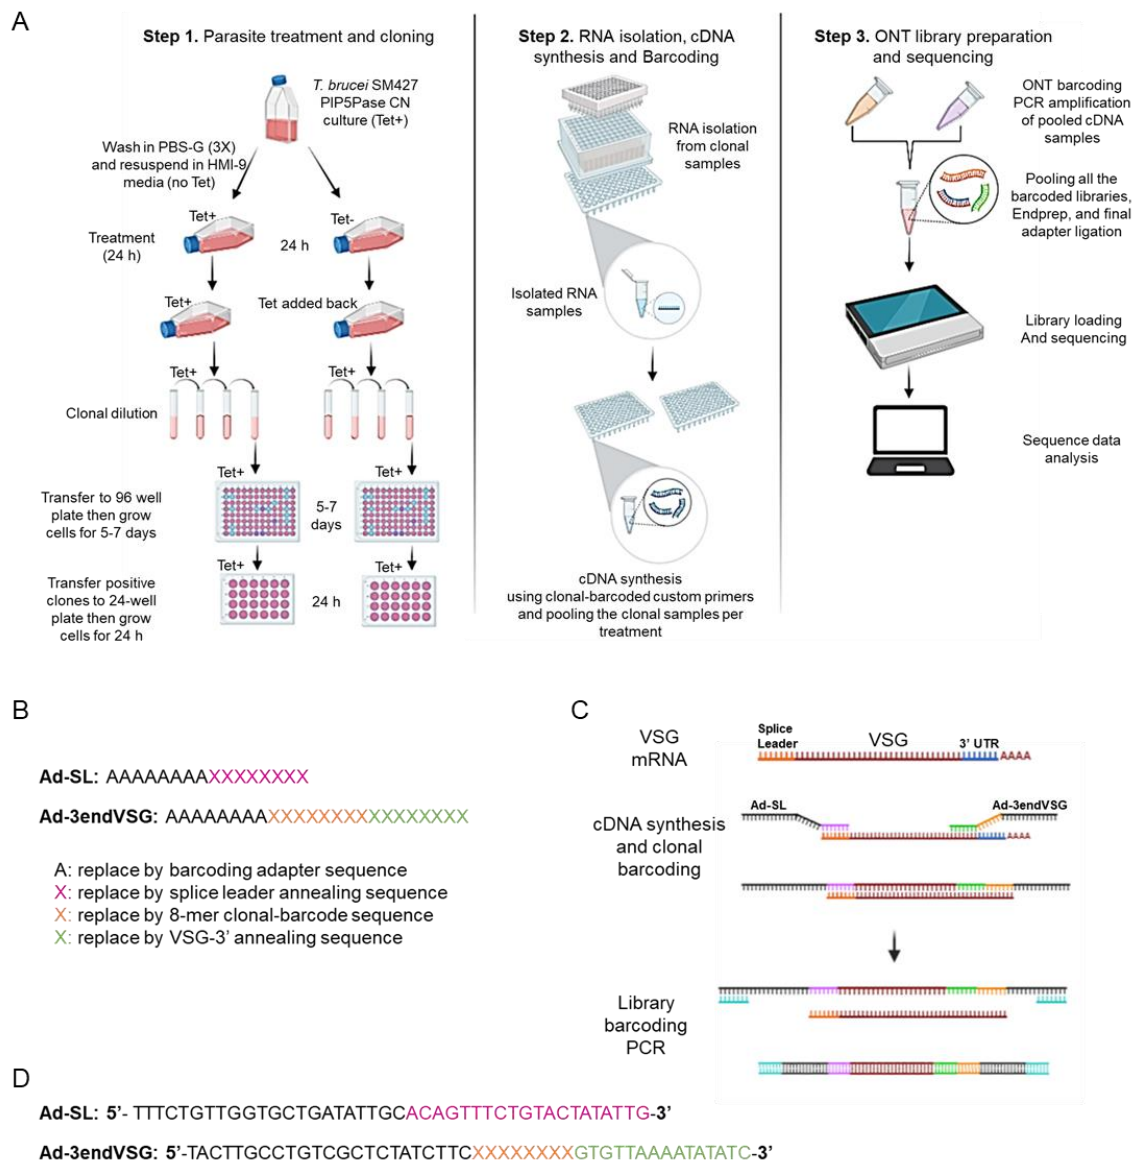 A
Step 1. Parasite treatment and cloning
T. brucei SM427
PIP5Pase CN
culture (Tet+)
Wash in PBS-G (3X)
and resuspend in HMI-9
media (no Tet)
Tet+
Tet-
Treatment
(24 h)
24 h
Tet+
Tet added back
Tet+
Tet+
Clonal dilution
Tet+
Tet+
Transfer to 96 well
plate then grow
cells for 5-7 days
5-7
days
Tet+
Tet+
Transfer positive
clones to 24-well
plate then grow
cells for 24 h
24 h
Step 2. RNA isolation, cDNA
synthesis and Barcoding
RNA isolation
from clonal
samples
Isolated RNA
samples
cDNA synthesis
using clonal-barcoded custom primers
and pooling the clonal samples per
treatment
Step 3. ONT library preparation
and sequencing
ONT barcoding
PCR amplification
of pooled cDNA
samples
Pooling all the
barcoded libraries,
Endprep, and final
adapter ligation
Library loading
And sequencing
Sequence data
analysis
B
Ad-SL: AAAAAAAAXXXXXXXX
Ad-3endVSG: AAAAAAAAXXXXXXXXXXXXXXXX
A: replace by barcoding adapter sequence
X: replace by splice leader annealing sequence
X: replace by 8-mer clonal-barcode sequence
X: replace by VSG-3' annealing sequence
C
VSG
mRNA
Splice
Leader
VSG
3' UTR
AAAA
Ad-SL
Ad-3endVSG
cDNA synthesis
and clonal
barcoding
AAAA
Library
barcoding
PCR
D
Ad-SL: 5'- TTTCTGTTGGTGCTGATATTGCACAGTTTCTGTACTATATTG-3'
Ad-3endVSG: 5'-TACTTGCCTGTCGCTCTATCTTCXXXXXXXXGTGTTAAAATATATC-3'